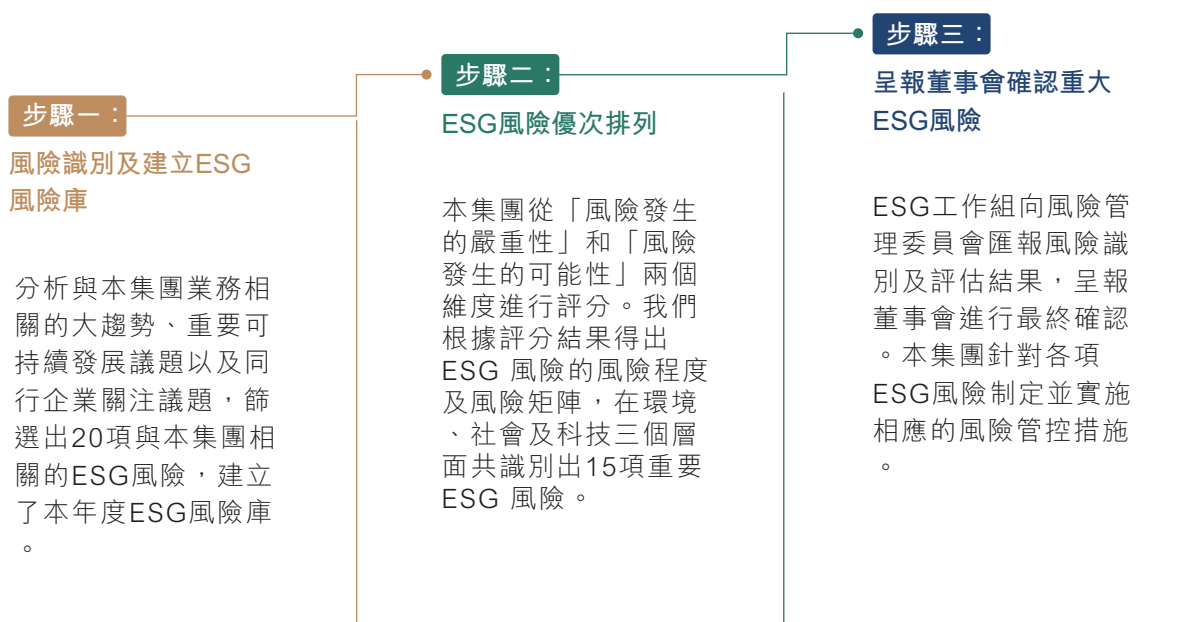 步驟一：
風險識別及建立ESG
風險庫
分析與本集團業務相
關的大趨勢、重要可
持續發展議題以及同
行企業關注議題，篩
選出20項與本集團相
關的ESG風險，建立
了本年度ESG風險庫
。
步驟二：
ESG風險優次排列
本集團從「風險發生
的嚴重性」和「風險
發生的可能性」兩個
維度進行評分。我們
根據評分結果得出
ESG 風險的風險程度
及風險矩陣，在環境
、社會及科技三個層
面共識別出15項重要
ESG 風險。
步驟三：
呈報董事會確認重大
ESG風險
ESG工作組向風險管
理委員會匯報風險識
別及評估結果，呈報
董事會進行最終確認
。本集團針對各項
ESG風險制定並實施
相應的風險管控措施
。